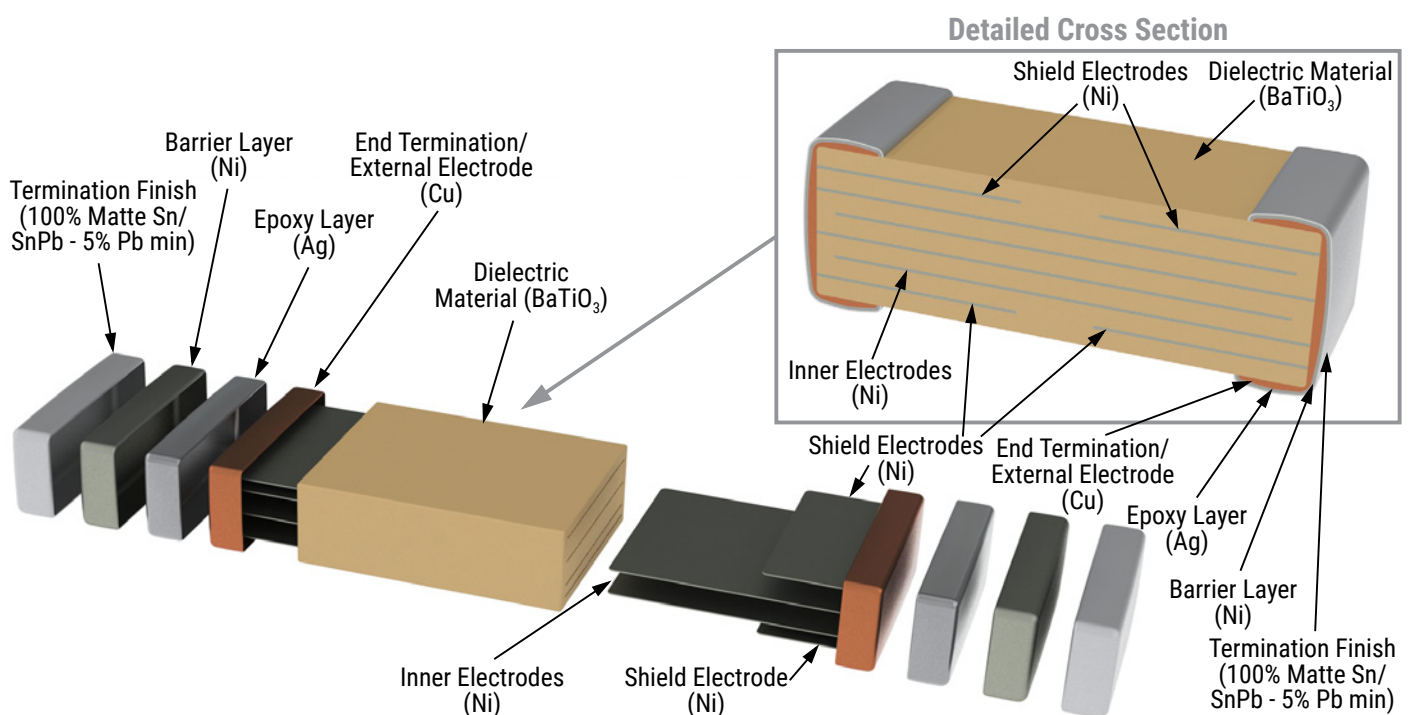 Detailed Cross Section
Shield Electrodes
(Ni)
Dielectric Material
(BaTiO₃)
Barrier Layer
(Ni)
End Termination/
External Electrode
(Cu)
Termination Finish
(100% Matte Sn/
SnPb - 5% Pb min)
Epoxy Layer
(Ag)
Dielectric
Material (BaTiO₃)
Inner Electrodes
(Ni)
Shield Electrodes
(Ni)
End Termination/
External Electrode
(Cu)
Epoxy Layer
(Ag)
Barrier Layer
(Ni)
Termination Finish
(100% Matte Sn/
SnPb - 5% Pb min)
Inner Electrodes
(Ni)
Shield Electrode
(Ni)